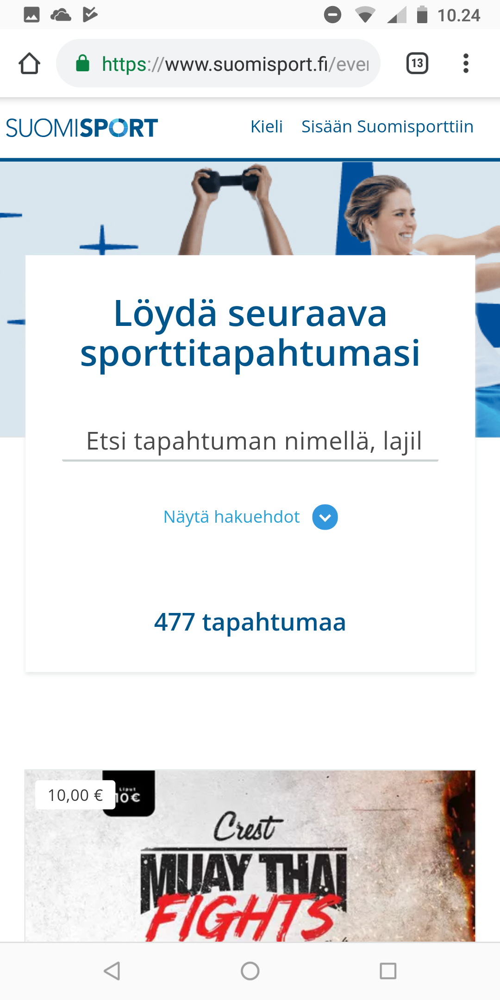 10.24
https://www.suomisport.fi/eve
13
SUOMISPORT
Kieli Sisään Suomisporttiin
Löydä seuraava
sporttitapahtumasi
Etsi tapahtuman nimellä, lajil
Näytä hakuehdot
477 tapahtumaa
10,00 €
Liput
10€
Crest
MUAY THAI
FIGHTS